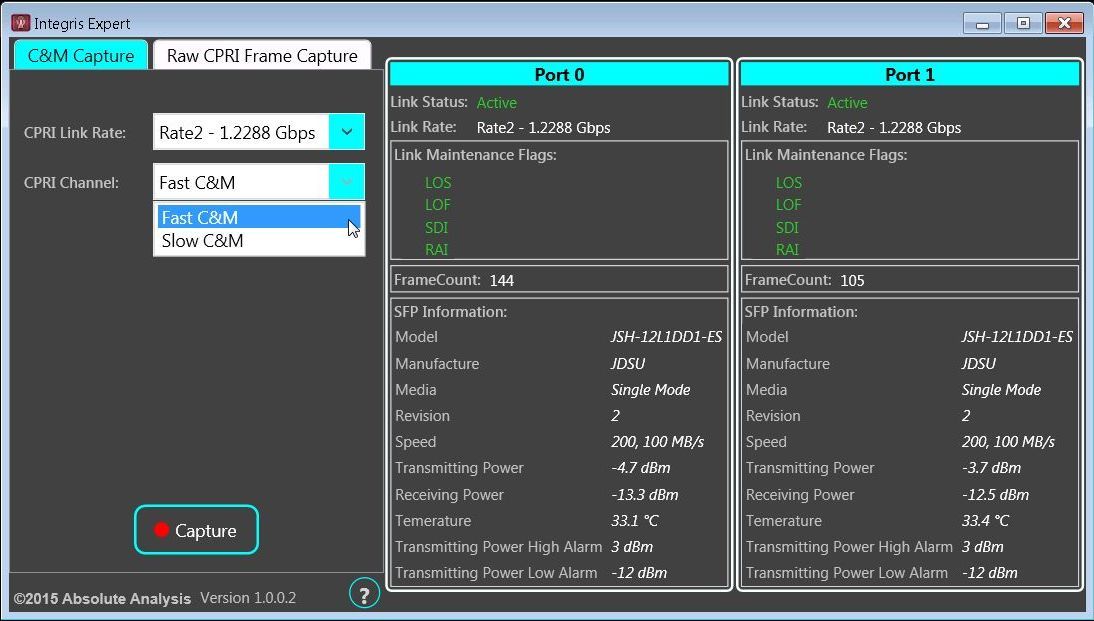 Integris Expert
C&M Capture
Raw CPRI Frame Capture
CPRI Link Rate:
Rate2 - 1.2288 Gbps
CPRI Channel:
Fast C&M
Fast C&M
Slow C&M
Capture
©2015 Absolute Analysis Version 1.0.0.2
?
Port 0
Link Status: Active
Link Rate: Rate2 - 1.2288 Gbps
Link Maintenance Flags:
LOS
LOF
SDI
RAI
FrameCount: 144
SFP Information:
Model JSH-12L1DD1-ES
Manufacture JDSU
Media Single Mode
Revision 2
Speed 200, 100 MB/s
Transmitting Power -4.7 dBm
Receiving Power -13.3 dBm
Temerature 33.1 °C
Transmitting Power High Alarm 3 dBm
Transmitting Power Low Alarm -12 dBm
Port 1
Link Status: Active
Link Rate: Rate2 - 1.2288 Gbps
Link Maintenance Flags:
LOS
LOF
SDI
RAI
FrameCount: 105
SFP Information:
Model JSH-12L1DD1-ES
Manufacture JDSU
Media Single Mode
Revision 2
Speed 200, 100 MB/s
Transmitting Power -3.7 dBm
Receiving Power -12.5 dBm
Temerature 33.4 °C
Transmitting Power High Alarm 3 dBm
Transmitting Power Low Alarm -12 dBm